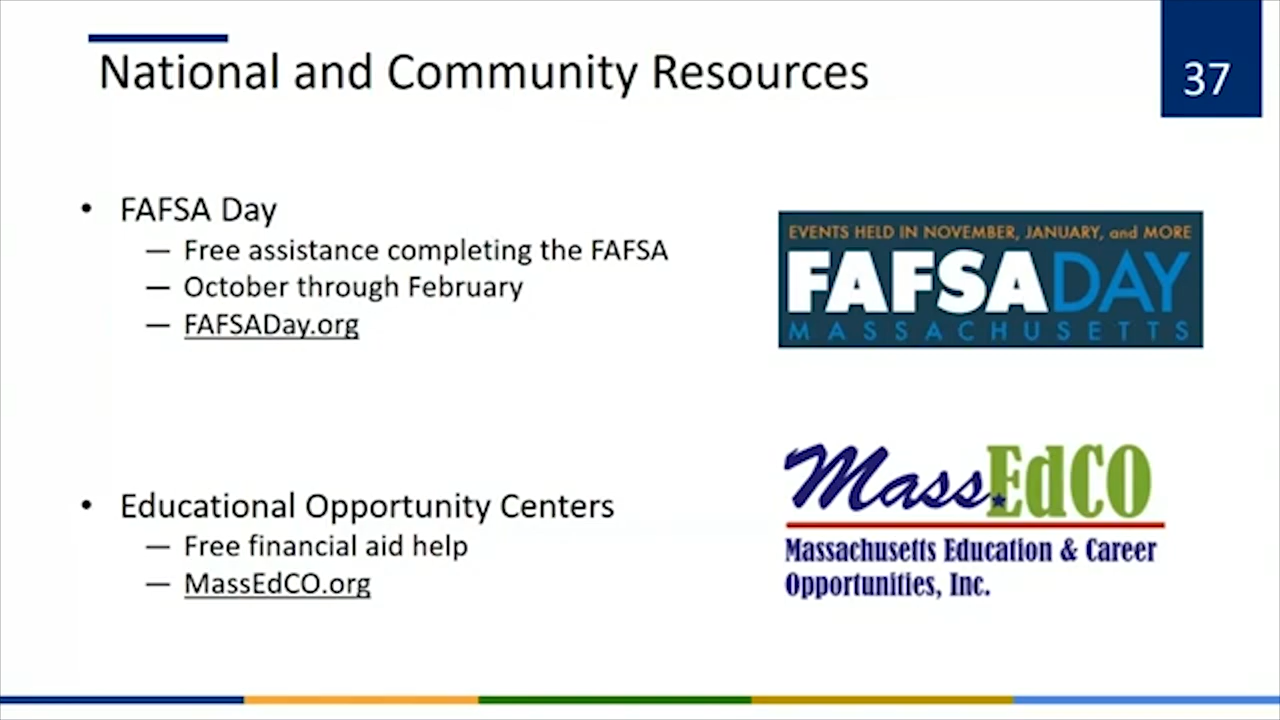 National and Community Resources
37
• FAFSA Day
— Free assistance completing the FAFSA
— October through February
— FAFSADay.org
EVENTS HELD IN NOVEMBER, JANUARY, and MORE
FAFSADAY
MASSACHUSETTS
• Educational Opportunity Centers
— Free financial aid help
— MassEdCO.org
Mass.EdCO
Massachusetts Education & Career
Opportunities, Inc.